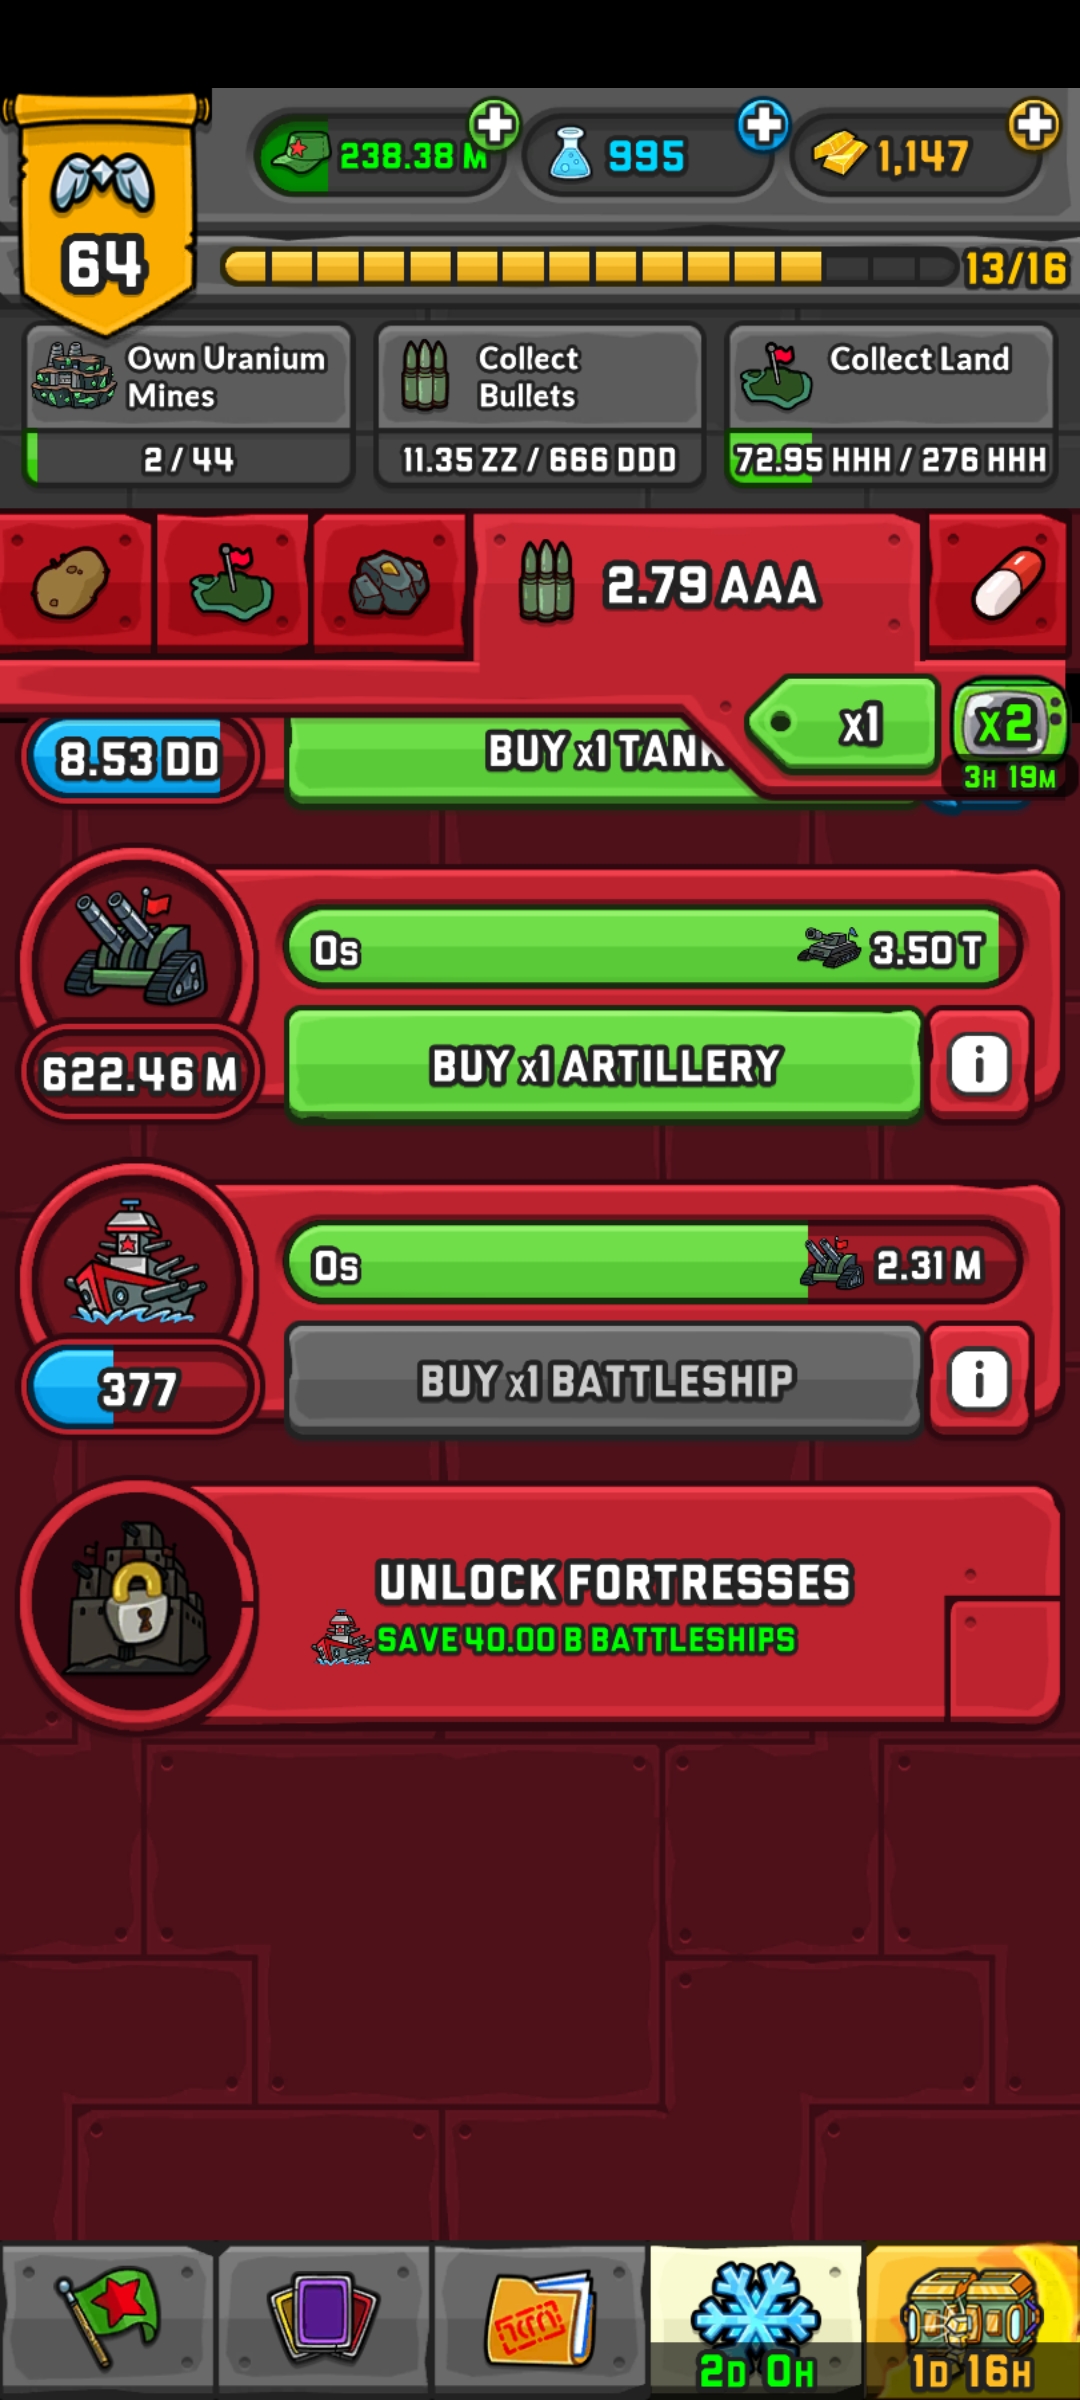 238.38 M
995
1,147
64
13/16
Own Uranium
Mines
2 / 44
Collect
Bullets
11.35 ZZ / 666 DDD
Collect Land
72.95 HHH / 276 HHH
2.79 AAA
x1
x2
3H 19M
8.53 DD
BUY x1 TANK
0s
3.50 T
622.46 M
BUY x1 ARTILLERY
i
0s
2.31 M
377
BUY x1 BATTLESHIP
i
UNLOCK FORTRESSES
SAVE 40.00 B BATTLESHIPS
2D 0H
1D 16H